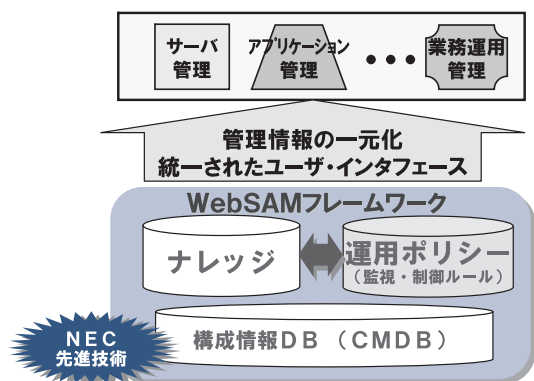 サーバ
管理
アプリケーション
管理
•••
業務運用
管理
管理情報の一元化
統一されたユーザ・インタフェース
WebSAMフレームワーク
ナレッジ
運用ポリシー
（監視・制御ルール）
構成情報DB（CMDB）
NEC
先進技術